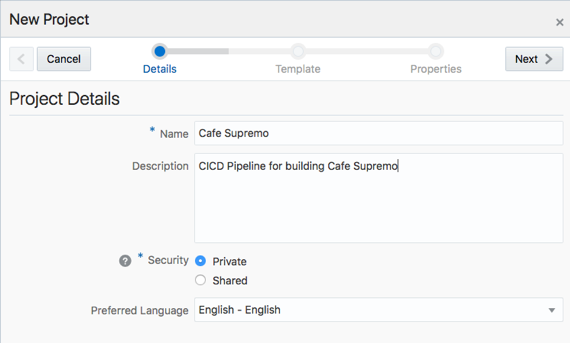 New Project
×
Cancel
Next
Details
Template
Properties
Project Details
* Name
Cafe Supremo
Description
CICD Pipeline for building Cafe Supremo
? * Security
Private
Shared
Preferred Language
English - English